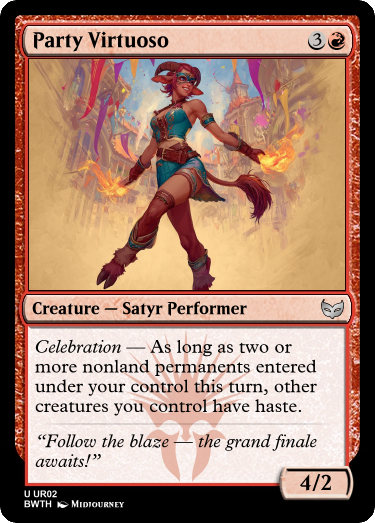 Party Virtuoso 3
Creature — Satyr Performer
Celebration — As long as two or
more nonland permanents entered
under your control this turn, other
creatures you control have haste.
“Follow the blaze — the grand finale
awaits!”
4/2
U UR02
BWTH Midjourney